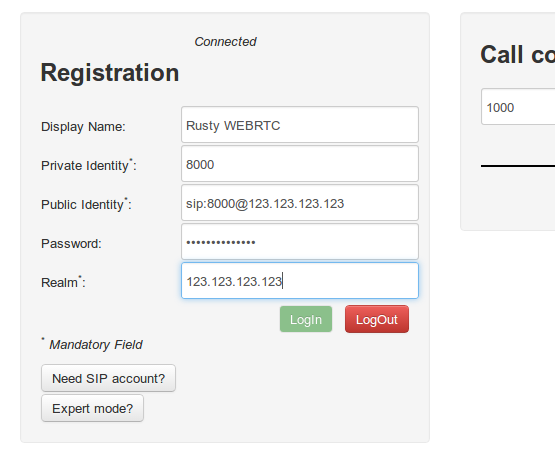 Connected
Registration
Display Name: Rusty WEBRTC
Private Identity*: 8000
Public Identity*: sip:8000@123.123.123.123
Password: ••••••••••••••
Realm*: 123.123.123.123
LogIn LogOut
* Mandatory Field
Need SIP account?
Expert mode?
Call co
1000